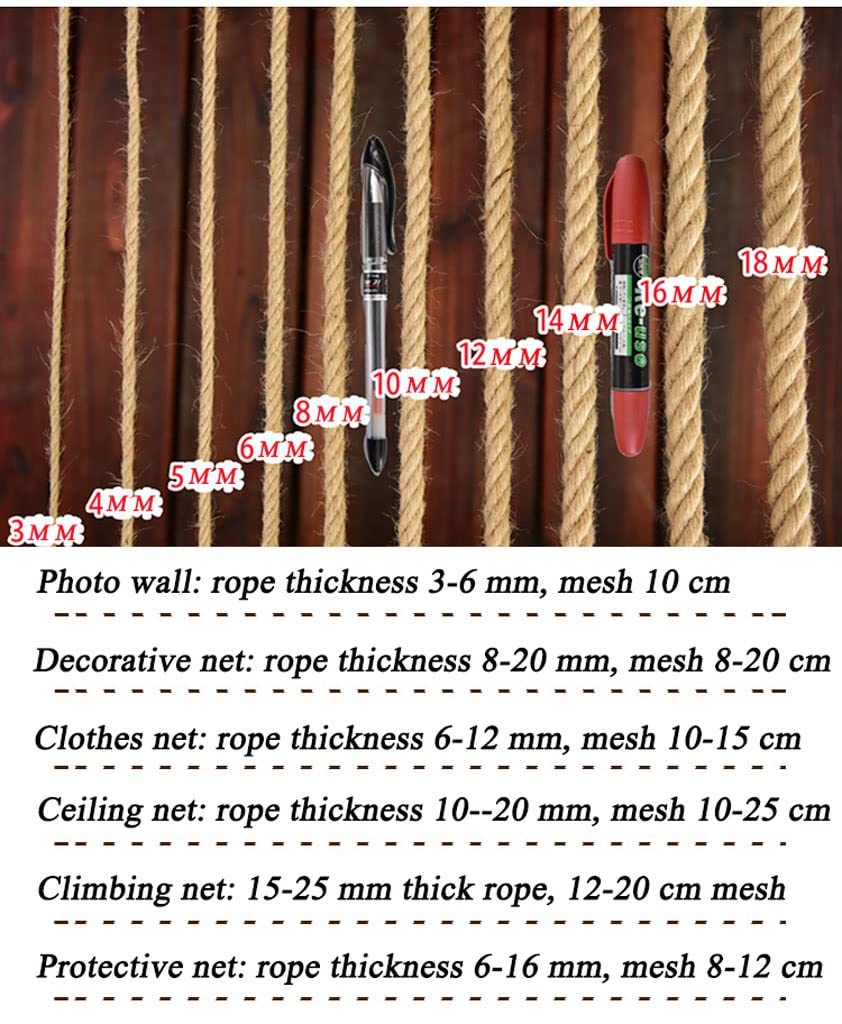 18MM
16MM
14MM
12MM
10MM
8MM
6MM
5MM
4MM
3MM
Re-use
Photo wall: rope thickness 3-6 mm, mesh 10 cm
Decorative net: rope thickness 8-20 mm, mesh 8-20 cm
Clothes net: rope thickness 6-12 mm, mesh 10-15 cm
Ceiling net: rope thickness 10--20 mm, mesh 10-25 cm
Climbing net: 15-25 mm thick rope, 12-20 cm mesh
Protective net: rope thickness 6-16 mm, mesh 8-12 cm